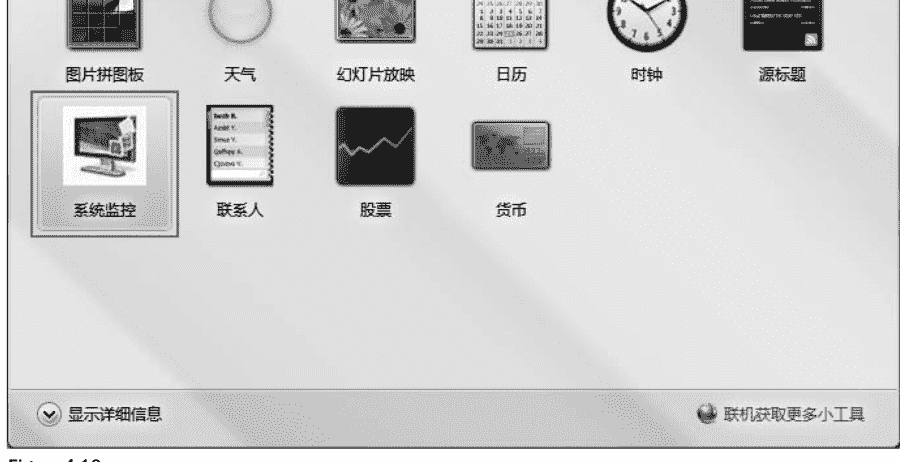 图片拼图板 天气 幻灯片放映 日历 时钟 源标题
系统监控 联系人 股票 货币
显示详细信息 联机获取更多小工具